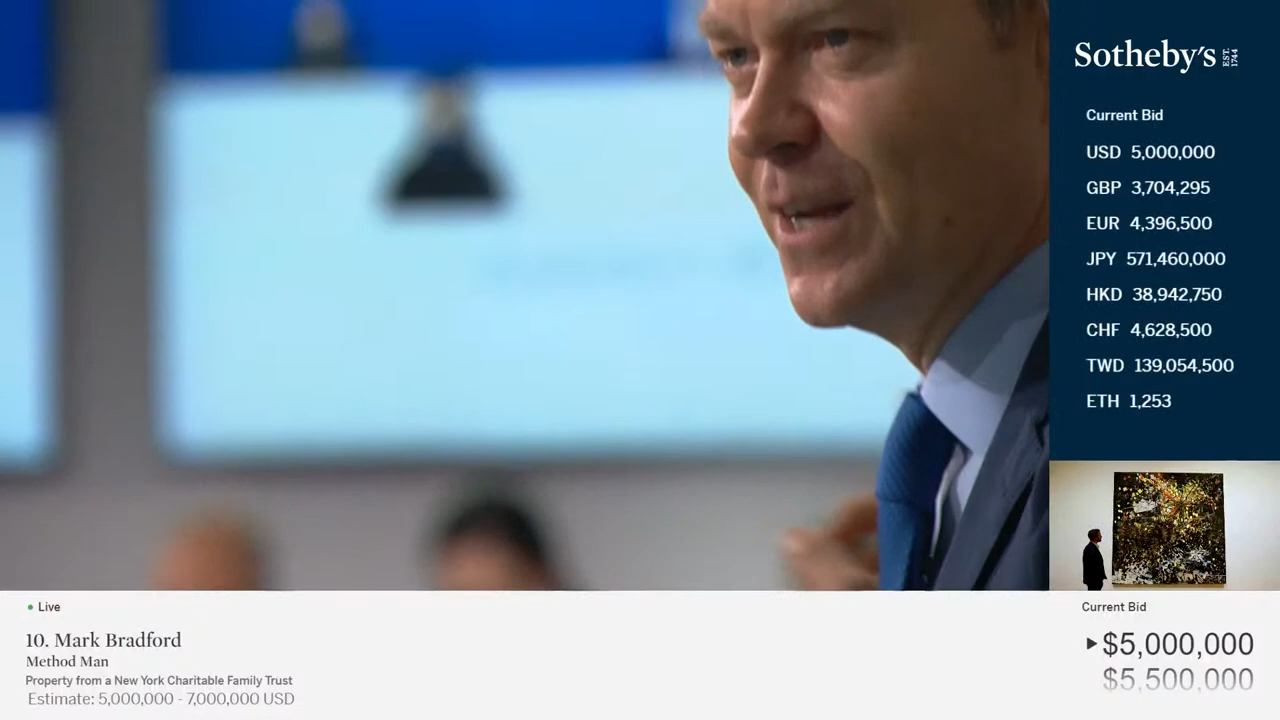 Sotheby's EST. 1744
Current Bid
USD 5,000,000
GBP 3,704,295
EUR 4,396,500
JPY 571,460,000
HKD 38,942,750
CHF 4,628,500
TWD 139,054,500
ETH 1,253
Live
10. Mark Bradford
Method Man
Property from a New York Charitable Family Trust
Estimate: 5,000,000 - 7,000,000 USD
Current Bid
$5,000,000
$5,500,000